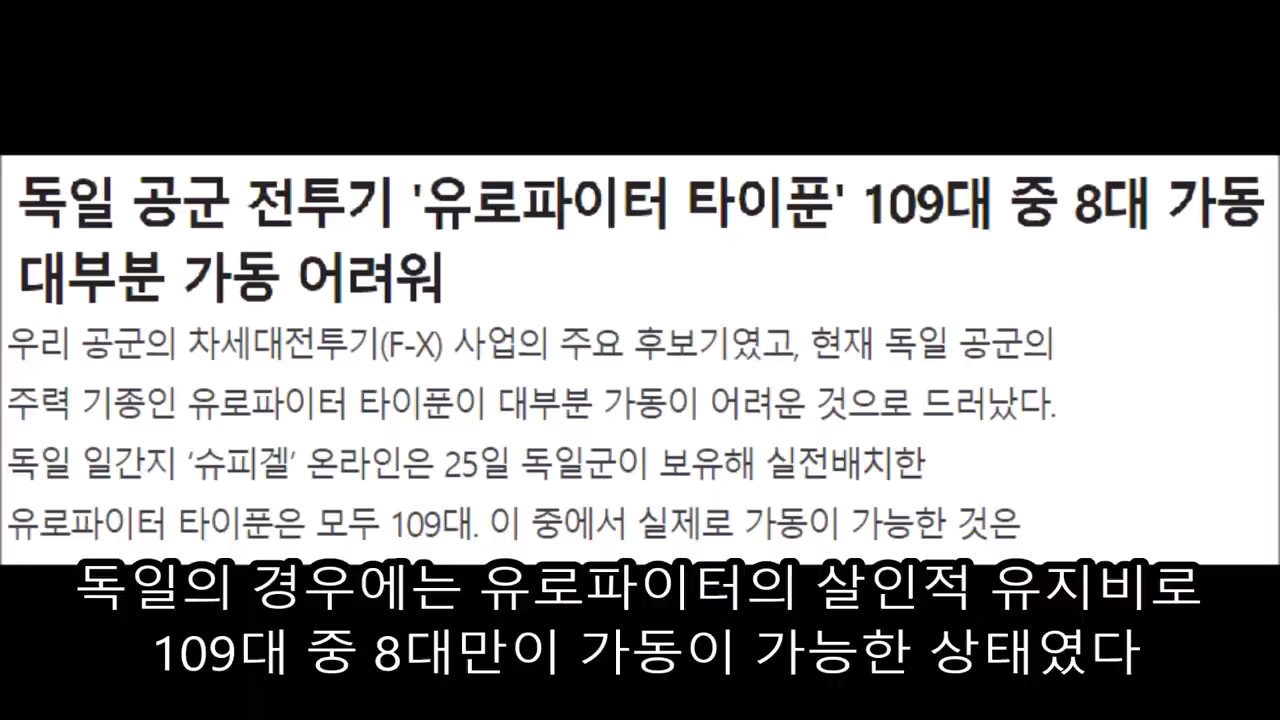 독일 공군 전투기 '유로파이터 타이푼' 109대 중 8대 가동
대부분 가동 어려워
우리 공군의 차세대전투기(F-X) 사업의 주요 후보기였고, 현재 독일 공군의
주력 기종인 유로파이터 타이푼이 대부분 가동이 어려운 것으로 드러났다.
독일 일간지 ‘슈피겔’ 온라인은 25일 독일군이 보유해 실전배치한
유로파이터 타이푼은 모두 109대. 이 중에서 실제로 가동이 가능한 것은
독일의 경우에는 유로파이터의 살인적 유지비로
109대 중 8대만이 가동이 가능한 상태였다